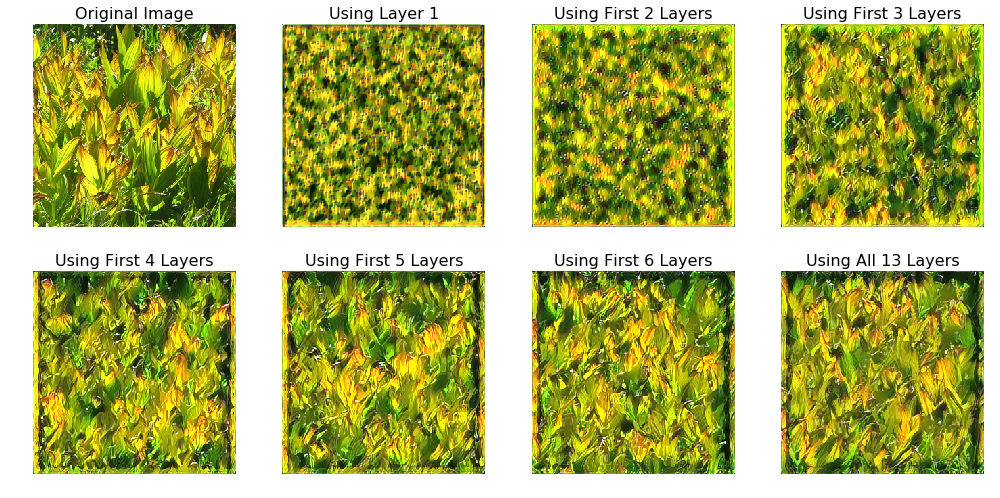 Original Image
Using Layer 1
Using First 2 Layers
Using First 3 Layers
Using First 4 Layers
Using First 5 Layers
Using First 6 Layers
Using All 13 Layers